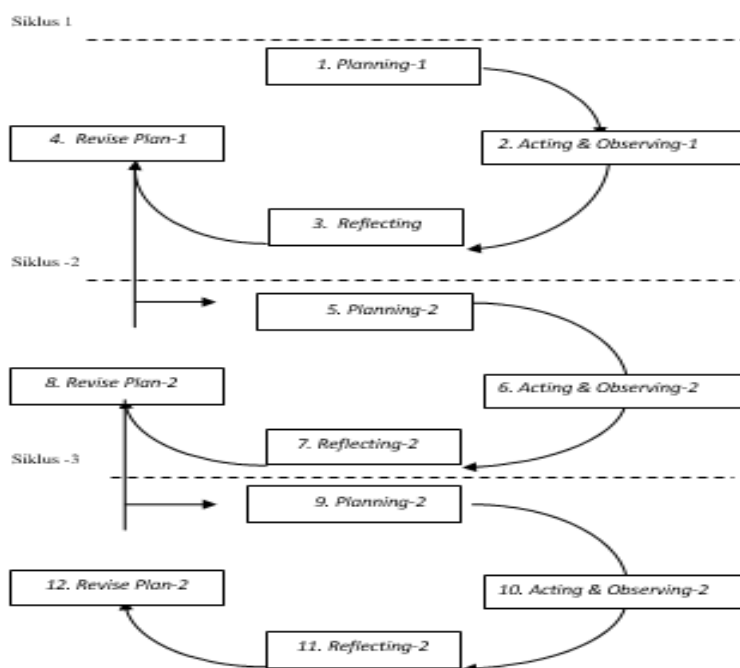 Siklus 1
1. Planning-1
4. Revise Plan-1
2. Acting & Observing-1
3. Reflecting
Siklus -2
5. Planning-2
8. Revise Plan-2
6. Acting & Observing-2
7. Reflecting-2
Siklus -3
9. Planning-2
12. Revise Plan-2
10. Acting & Observing-2
11. Reflecting-2